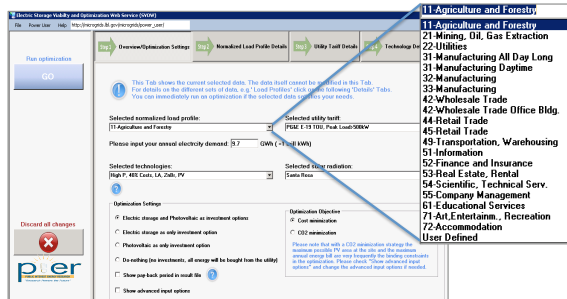 Electric Storage Viability and Optimization Web Service (SVOW)
File Power User Help http://microgrids.lbl.gov/microgrids/power_user/
Run optimization
GO
Step1 Overview/Optimization Settings
Step2 Normalized Load Profile Details
Step3 Utility Tariff Details
Step4 Technology De
This Tab shows the current selected data. The data itself cannot be modified in this Tab.
For details on the different sets of data, e.g.' Load Profiles' click on the following 'Details' Tabs.
You can immediately run an optimization if the selected data satisfies your needs.
Selected normalized load profile:
Selected utility tariff:
11-Agriculture and Forestry
PG&E E-19 TOU, Peak Load>500kW
Please input your annual electricity demand: 9.7 GWh ( =1 mill kWh)
Selected technologies:
Selected solar radiation:
High P, 40% Costs, LA, ZnBr, PV
Santa Rosa
Optimization Settings
Electric storage and Photovoltaic as investment options
Electric storage as only investment option
Photovoltaic as only investment option
Do-nothing (no investments, all energy will be bought from the utility)
Show pay-back period in result file
Show advanced input options
Optimization Objective
Cost minimization
CO2 minimization
Please note that with a CO2 minimization strategy the
maximum possible PV area at the site and the maximum
annual energy bill are very frequently the binding constraints
in the optimization. Please check "Show advanced input
options" and change the advanced input options if needed.
Discard all changes
pier
11-Agriculture and Forestry
11-Agriculture and Forestry
21-Mining, Oil, Gas Extraction
22-Utilities
31-Manufacturing All Day Long
31-Manufacturing Daytime
32-Manufacturing
33-Manufacturing
42-Wholesale Trade
42-Wholesale Trade Office Bldg.
44-Retail Trade
45-Retail Trade
49-Transportation, Warehousing
51-Information
52-Finance and Insurance
53-Real Estate, Rental
54-Scientific, Technical Serv.
55-Company Management
61-Educational Services
71-Art,Entertainm., Recreation
72-Accommodation
User Defined